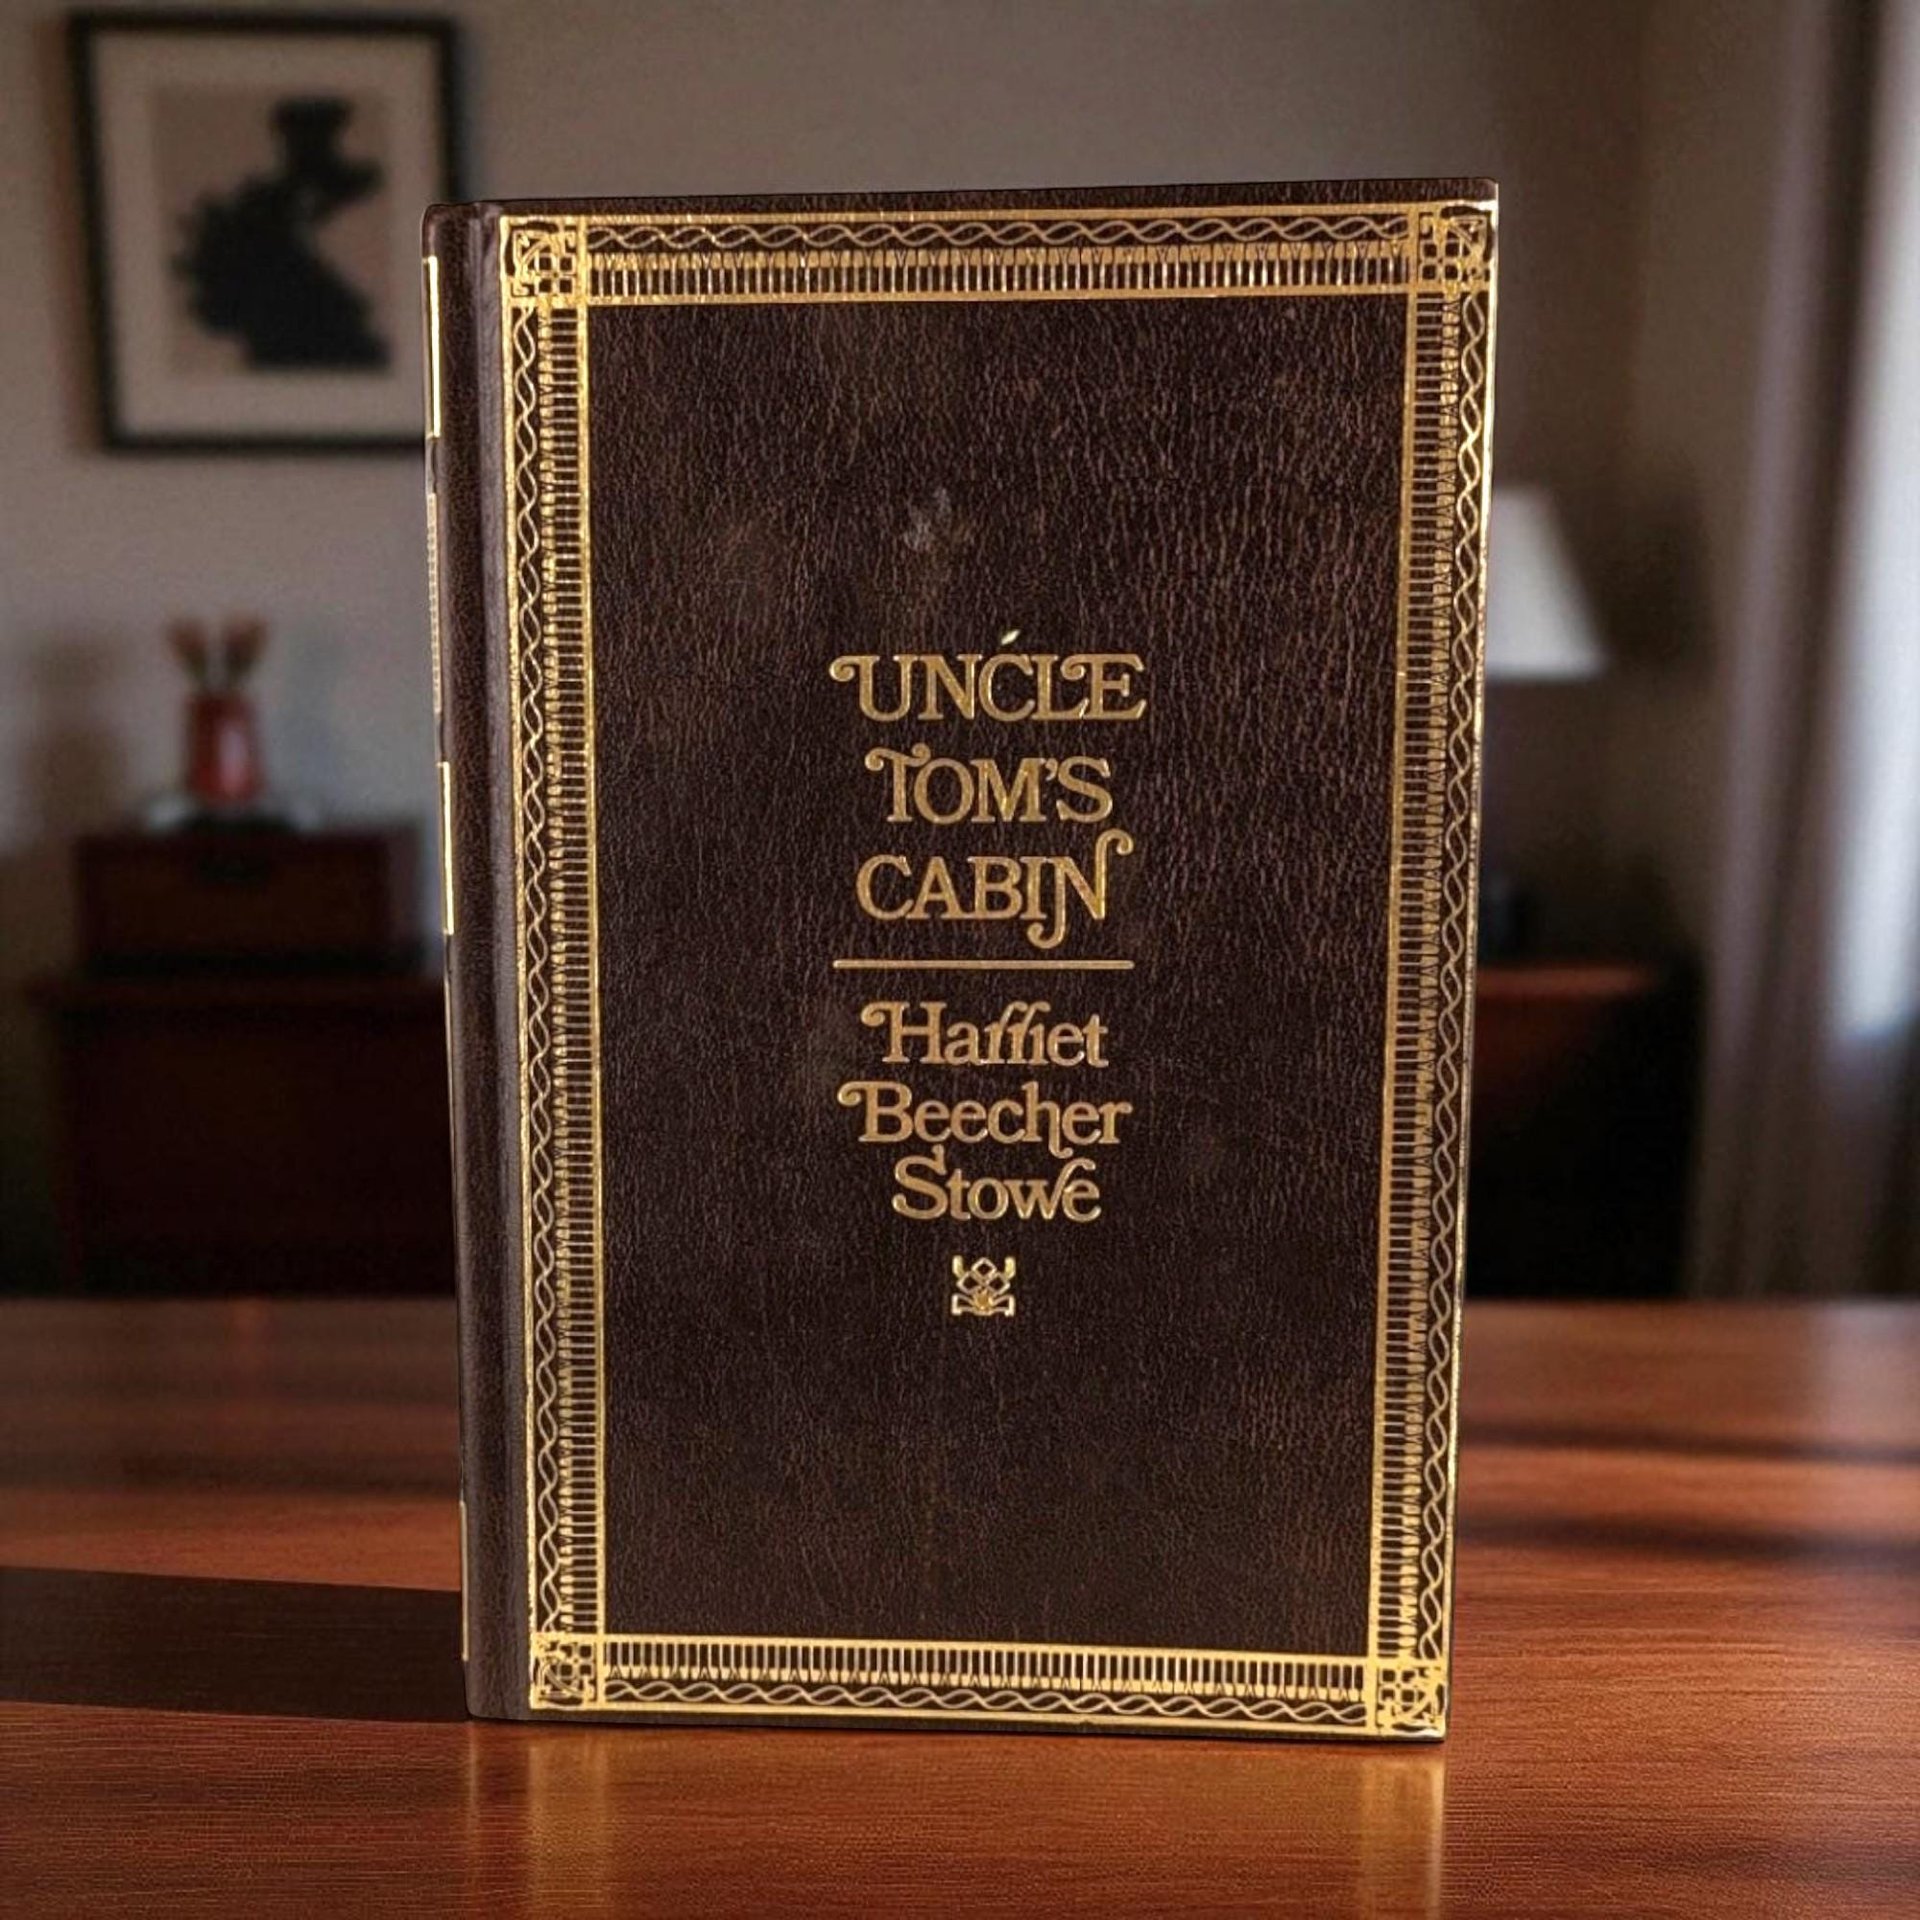 UNCLE
TOM'S
CABIN
Harriet
Beecher
Stowe